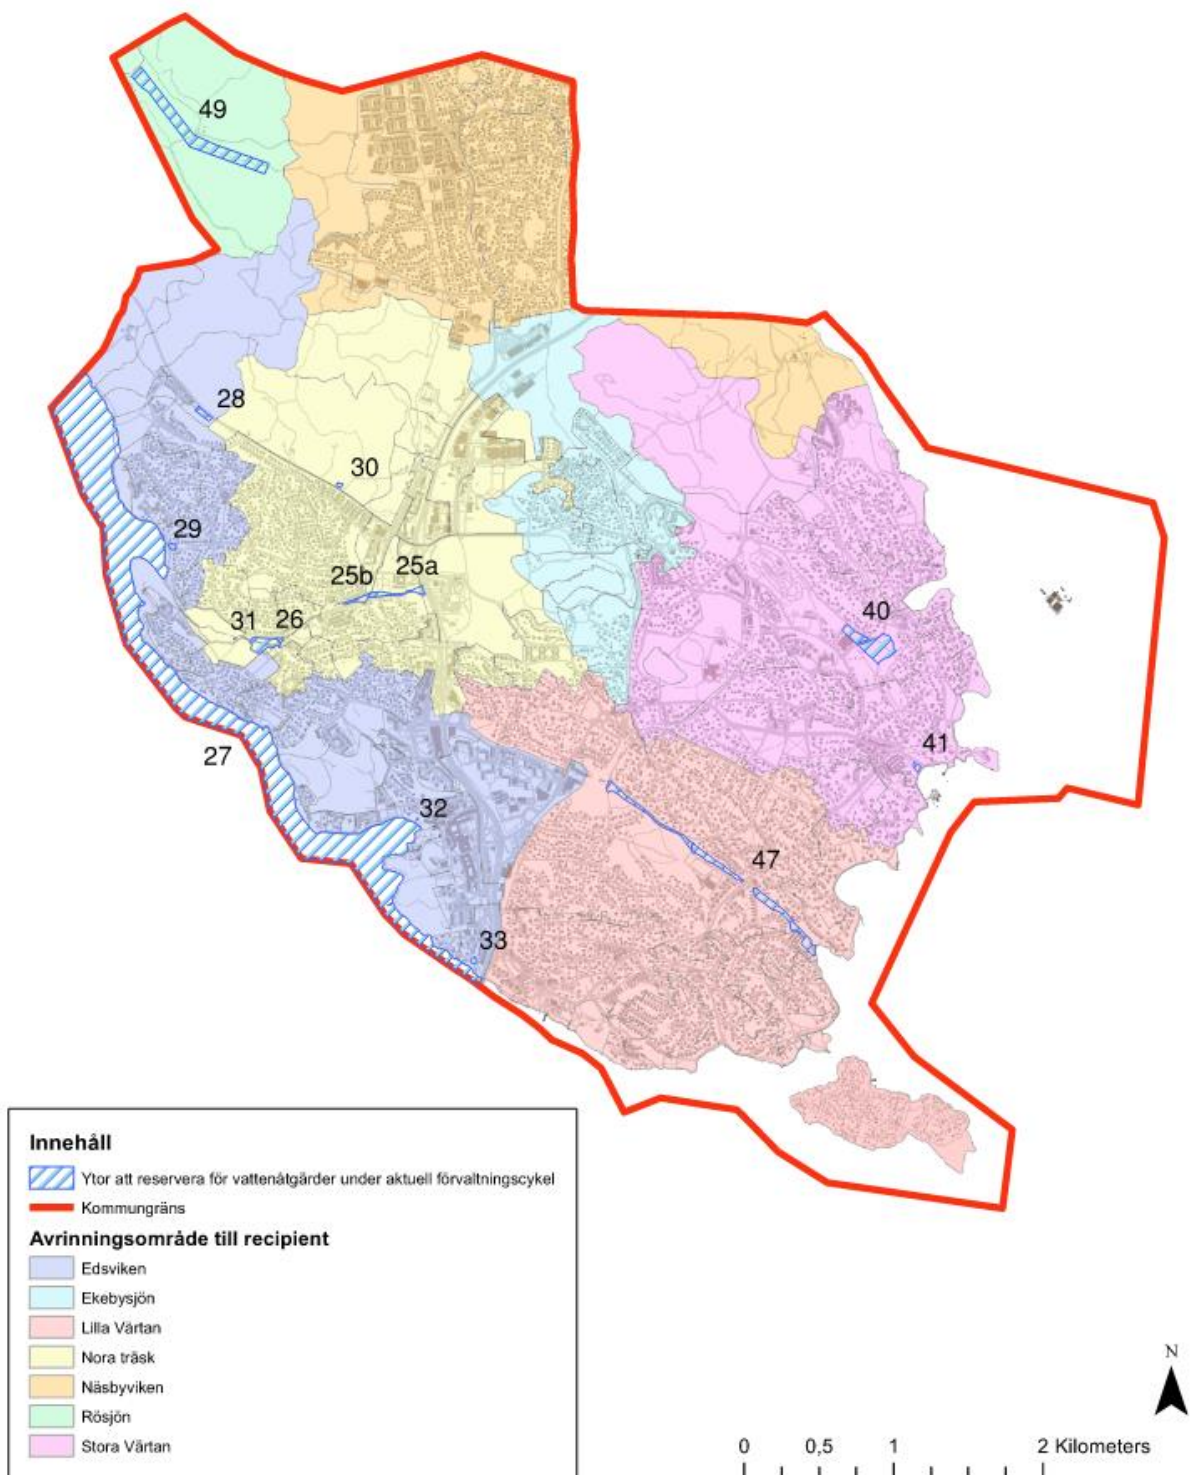 49
28
30
29
25b
25a
31
26
40
27
41
32
47
33
Innehåll
Ytor att reservera för vattenåtgärder under aktuell förvaltningscykel
Kommungräns
Avrinningsområde till recipient
Edsviken
Ekebysjön
Lilla Värtan
Nora träsk
Näsbyviken
Rösjön
Stora Värtan
N
0 0,5 1 2 Kilometers